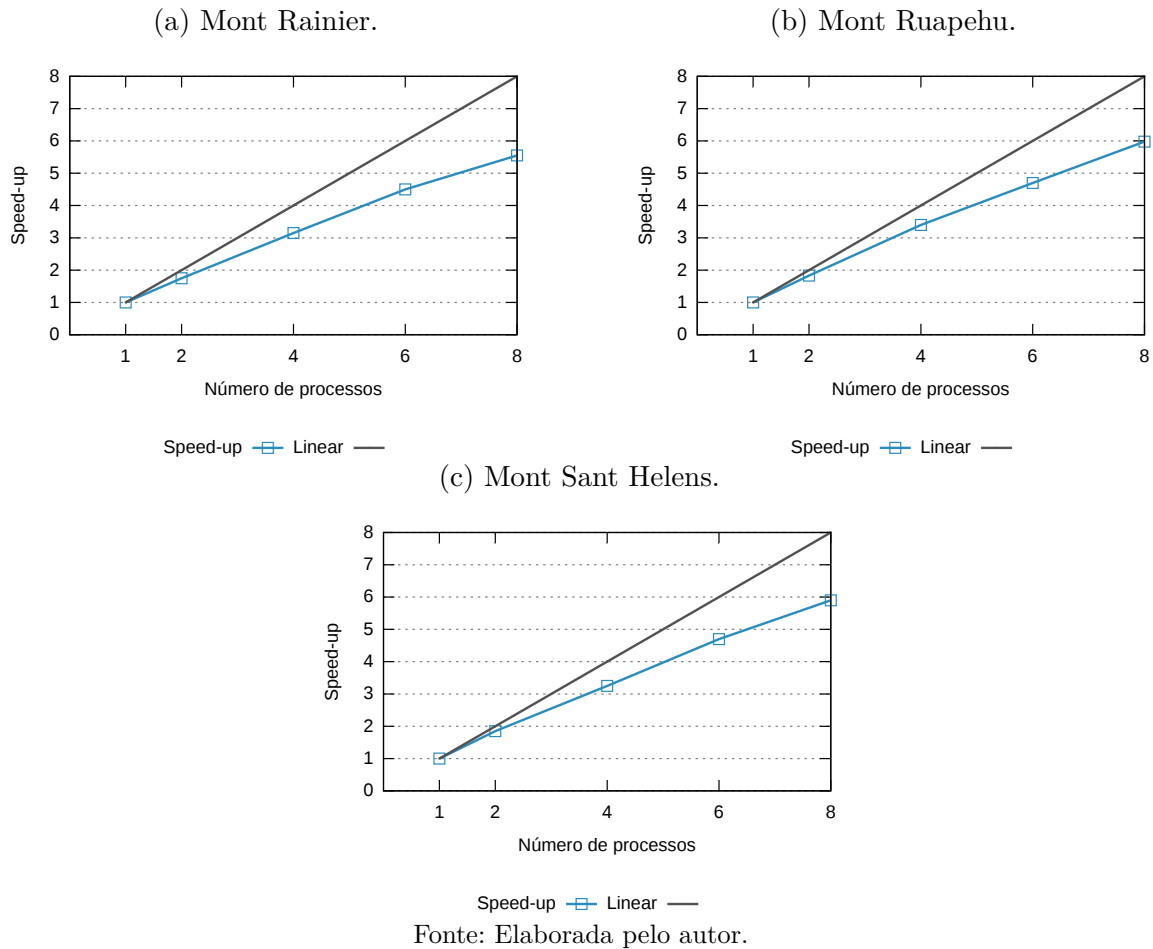 (a) Mont Rainier.
8
7
6
5
4
3
2
1
0
Speed-up
1 2 4 6 8
Número de processos
Speed-up Linear
(b) Mont Ruapehu.
8
7
6
5
4
3
2
1
0
Speed-up
1 2 4 6 8
Número de processos
Speed-up Linear
(c) Mont Sant Helens.
8
7
6
5
4
3
2
1
0
Speed-up
1 2 4 6 8
Número de processos
Speed-up Linear
Fonte: Elaborada pelo autor.